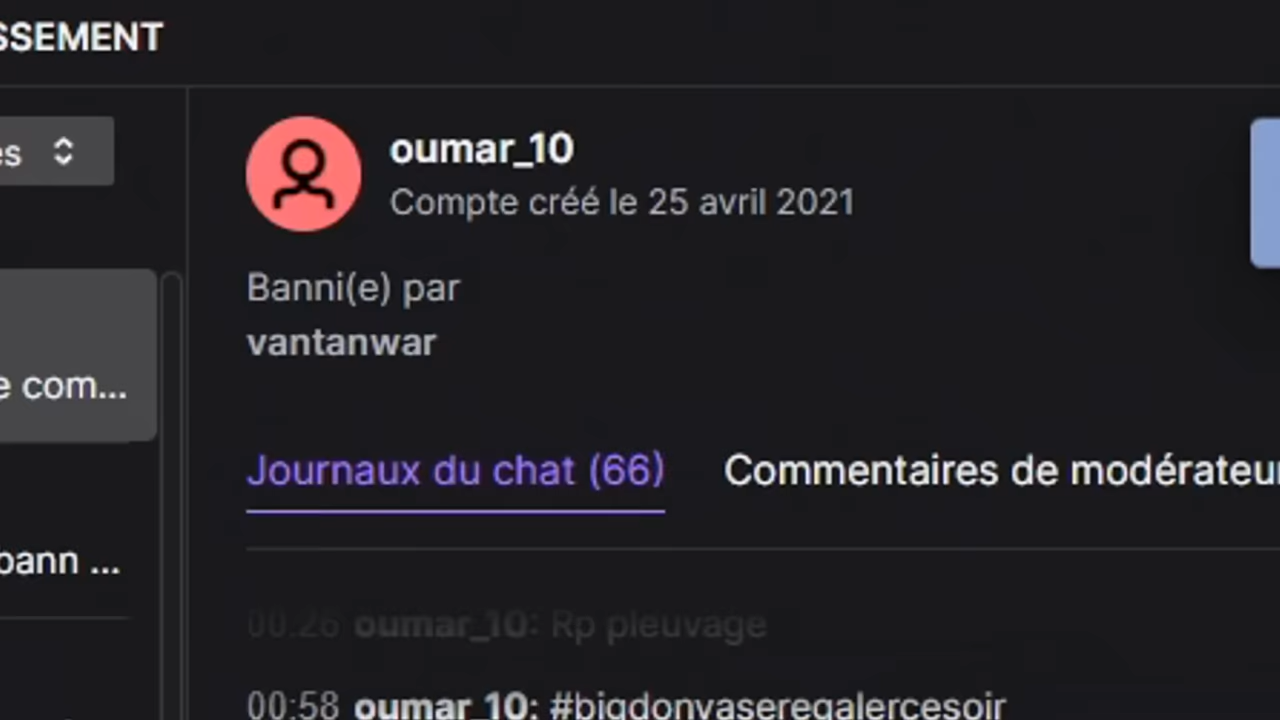 SSEMENT
es
oumar_10
Compte créé le 25 avril 2021
Banni(e) par
vantanwar
e com...
Journaux du chat (66) Commentaires de modérateur
bann ...
00:26 oumar_10: Rp pleuvage
00:58 oumar_10: #bigdonvaseregalercesoir